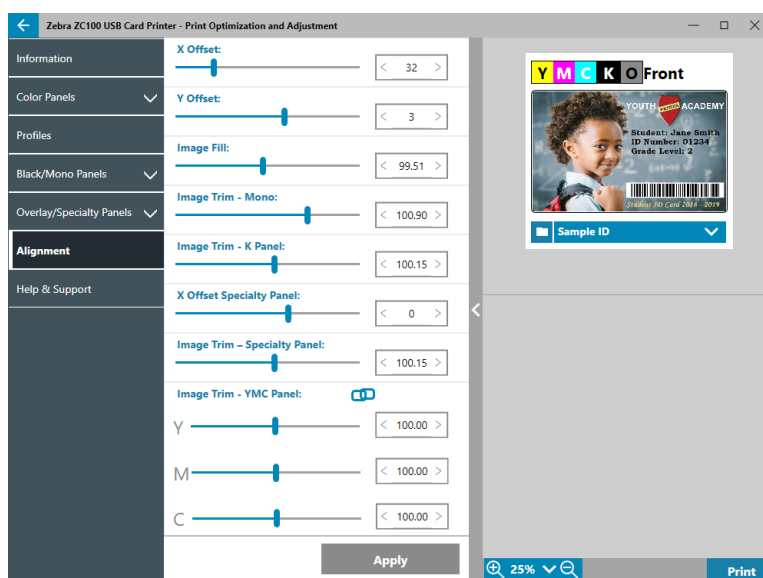 Zebra ZC100 USB Card Printer - Print Optimization and Adjustment
Information
Color Panels
Profiles
Black/Mono Panels
Overlay/Specialty Panels
Alignment
Help & Support
X Offset:
32
Y Offset:
3
Image Fill:
99.51
Image Trim - Mono:
100.90
Image Trim - K Panel:
100.15
X Offset Specialty Panel:
0
Image Trim – Specialty Panel:
100.15
Image Trim - YMC Panel:
Y 100.00
M 100.00
C 100.00
Apply
Y M C K O Front
YOUTH ACADEMY
Student: Jane Smith
ID Number: 01234
Grade Level: 2
Student ID Card 2018 - 2019
Sample ID
25%
Print